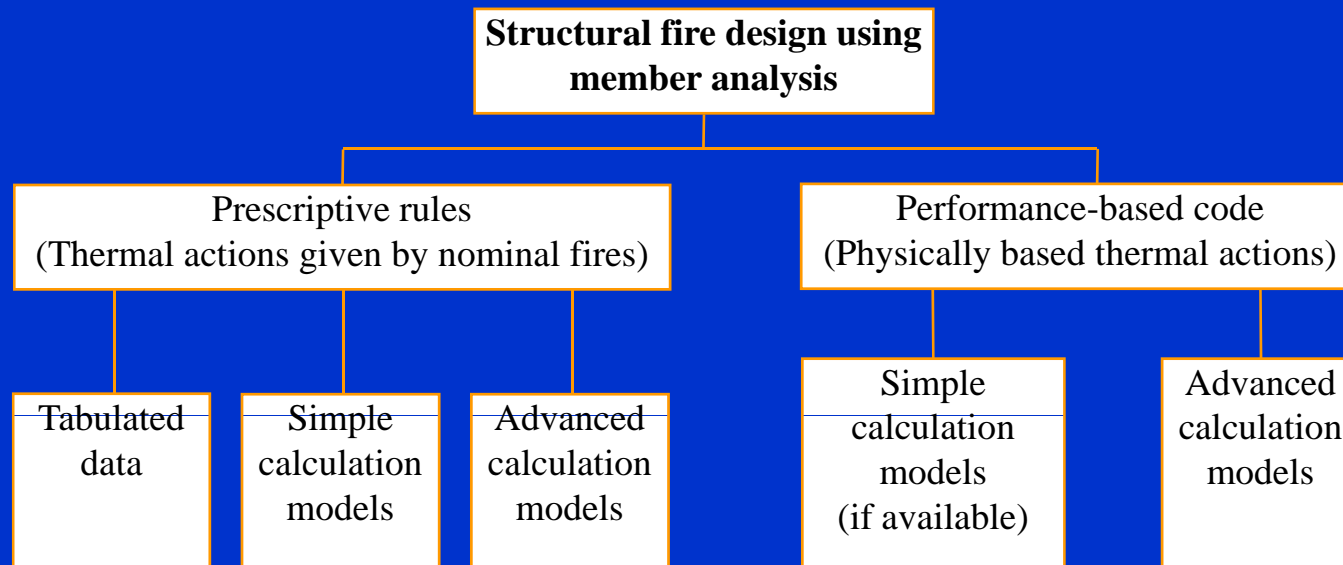 Structural fire design using
member analysis
Prescriptive rules
(Thermal actions given by nominal fires)
Performance-based code
(Physically based thermal actions)
Tabulated
data
Simple
calculation
models
Advanced
calculation
models
Simple
calculation
models
(if available)
Advanced
calculation
models